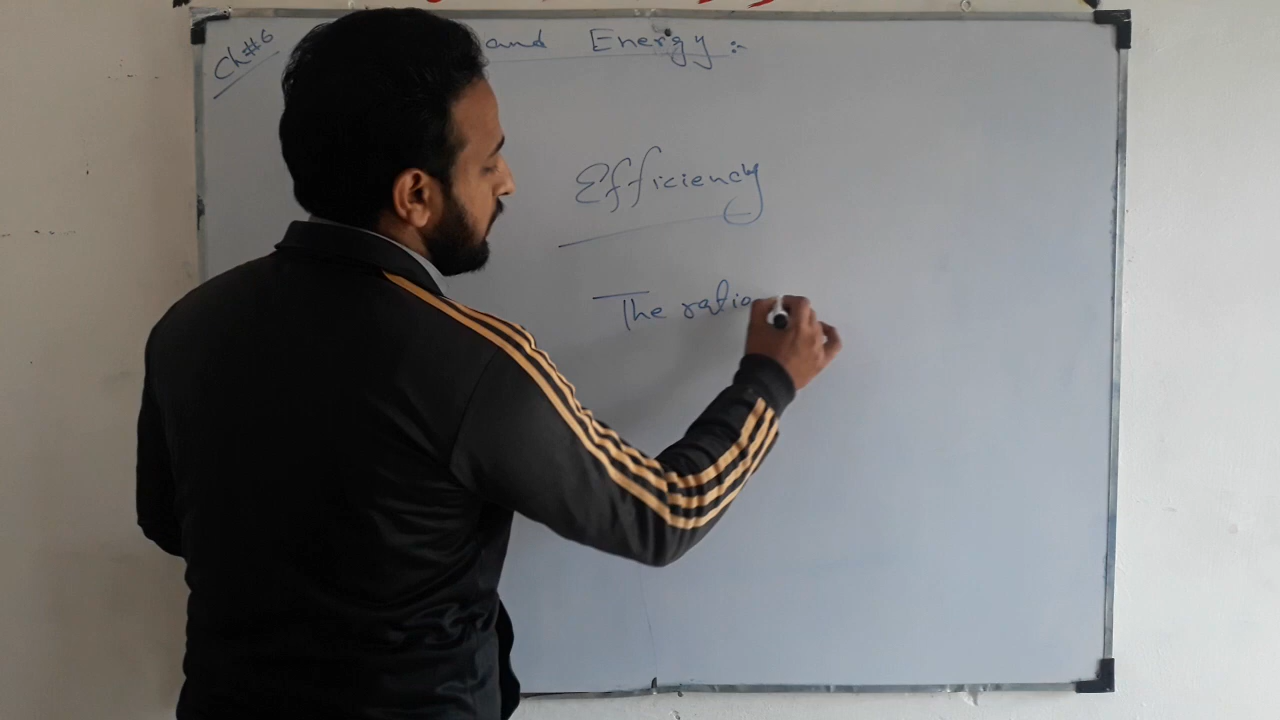 Ch#6 and Energy :-
Efficiency
The ratio